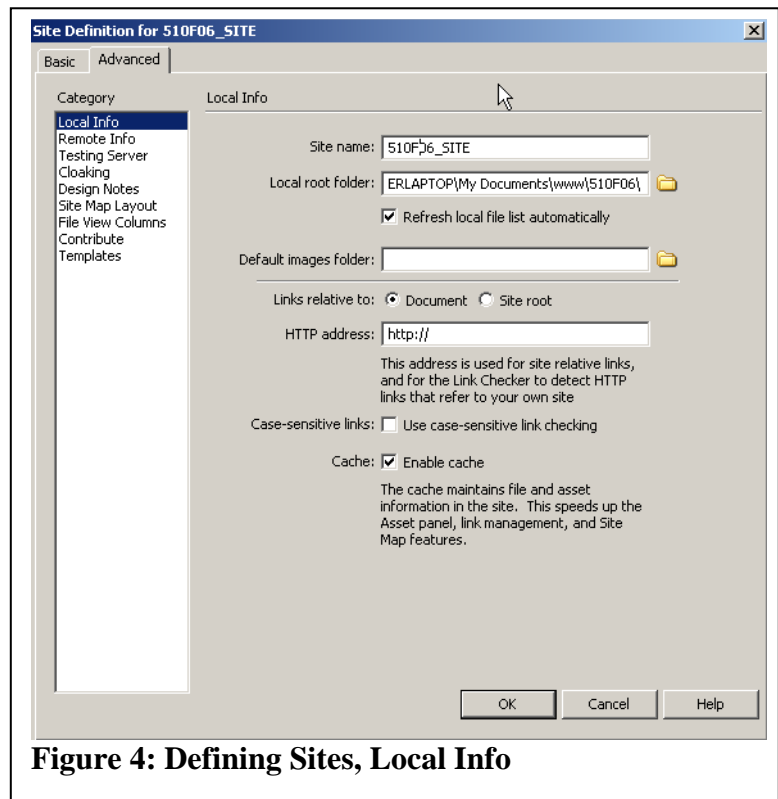 Site Definition for 510F06_SITE
Basic
Advanced
Category
Local Info
Remote Info
Testing Server
Cloaking
Design Notes
Site Map Layout
File View Columns
Contribute
Templates
Local Info
Site name: 510F06_SITE
Local root folder: ERLAPTOP\My Documents\www\510F06\
Refresh local file list automatically
Default images folder:
Links relative to: Document Site root
HTTP address: http://
This address is used for site relative links,
and for the Link Checker to detect HTTP
links that refer to your own site
Case-sensitive links: Use case-sensitive link checking
Cache: Enable cache
The cache maintains file and asset
information in the site. This speeds up the
Asset panel, link management, and Site
Map features.
OK Cancel Help
Figure 4: Defining Sites, Local Info